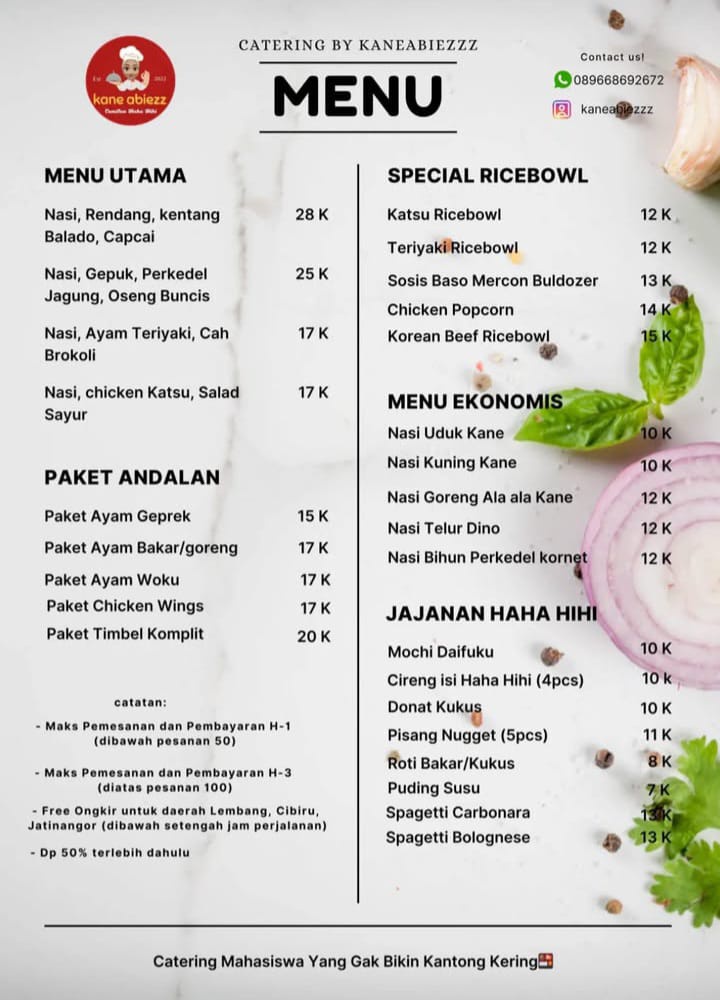 CATERING BY KANEABIEZZZ
MENU
Est
2022
kane abiezz
Cemilan Haha Hihi
Contact us!
089668692672
kaneabiezzz
MENU UTAMA
Nasi, Rendang, kentang 28 K
Balado, Capcai
Nasi, Gepuk, Perkedel 25 K
Jagung, Oseng Buncis
Nasi, Ayam Teriyaki, Cah 17 K
Brokoli
Nasi, chicken Katsu, Salad 17 K
Sayur
PAKET ANDALAN
Paket Ayam Geprek 15 K
Paket Ayam Bakar/goreng 17 K
Paket Ayam Woku 17 K
Paket Chicken Wings 17 K
Paket Timbel Komplit 20 K
catatan:
- Maks Pemesanan dan Pembayaran H-1
(dibawah pesanan 50)
- Maks Pemesanan dan Pembayaran H-3
(diatas pesanan 100)
- Free Ongkir untuk daerah Lembang, Cibiru,
Jatinangor (dibawah setengah jam perjalanan)
- Dp 50% terlebih dahulu
SPECIAL RICEBOWL
Katsu Ricebowl 12 K
Teriyaki Ricebowl 12 K
Sosis Baso Mercon Buldozer 13 K
Chicken Popcorn 14 K
Korean Beef Ricebowl 15 K
MENU EKONOMIS
Nasi Uduk Kane 10 K
Nasi Kuning Kane 10 K
Nasi Goreng Ala ala Kane 12 K
Nasi Telur Dino 12 K
Nasi Bihun Perkedel kornet 12 K
JAJANAN HAHA HIHI
Mochi Daifuku 10 K
Cireng isi Haha Hihi (4pcs) 10 k
Donat Kukus 10 K
Pisang Nugget (5pcs) 11 K
Roti Bakar/Kukus 8 K
Puding Susu 7 K
Spagetti Carbonara 13 K
Spagetti Bolognese 13 K
Catering Mahasiswa Yang Gak Bikin Kantong Kering🍱